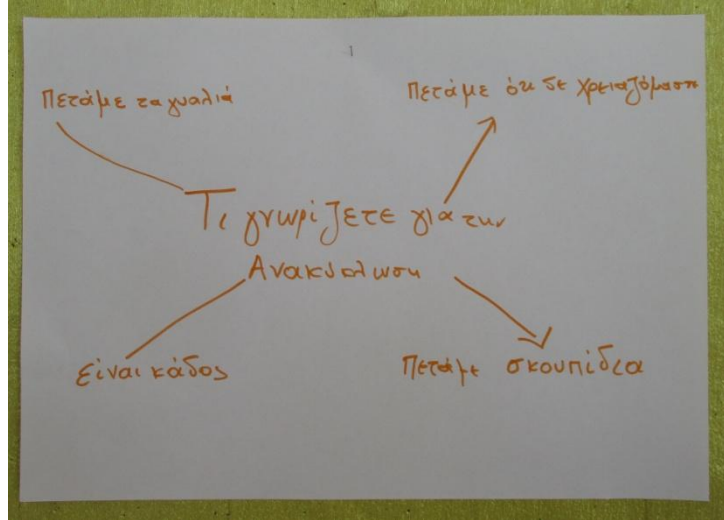 Πετάμε τα γυαλιά
Πετάμε ότι δε χρειαζόμαστε
Τι γνωρίζετε για την
Ανακύκλωση
είναι κάδος
Πετάμε σκουπίδια